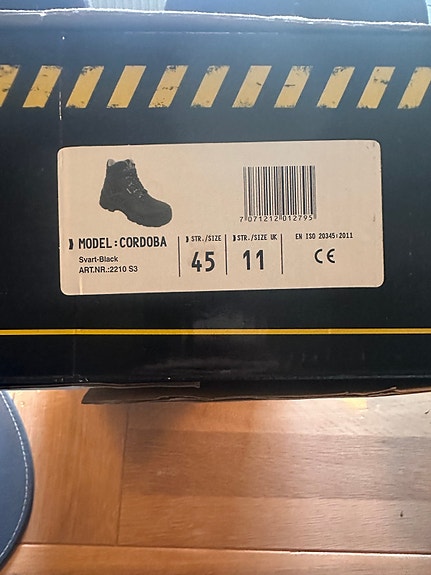 7 071212 012795
MODEL:CORDOBA
Svart-Black
ART.NR.:2210 S3
STR./SIZE
45
STR./SIZE UK
11
EN ISO 20345:2011
CE